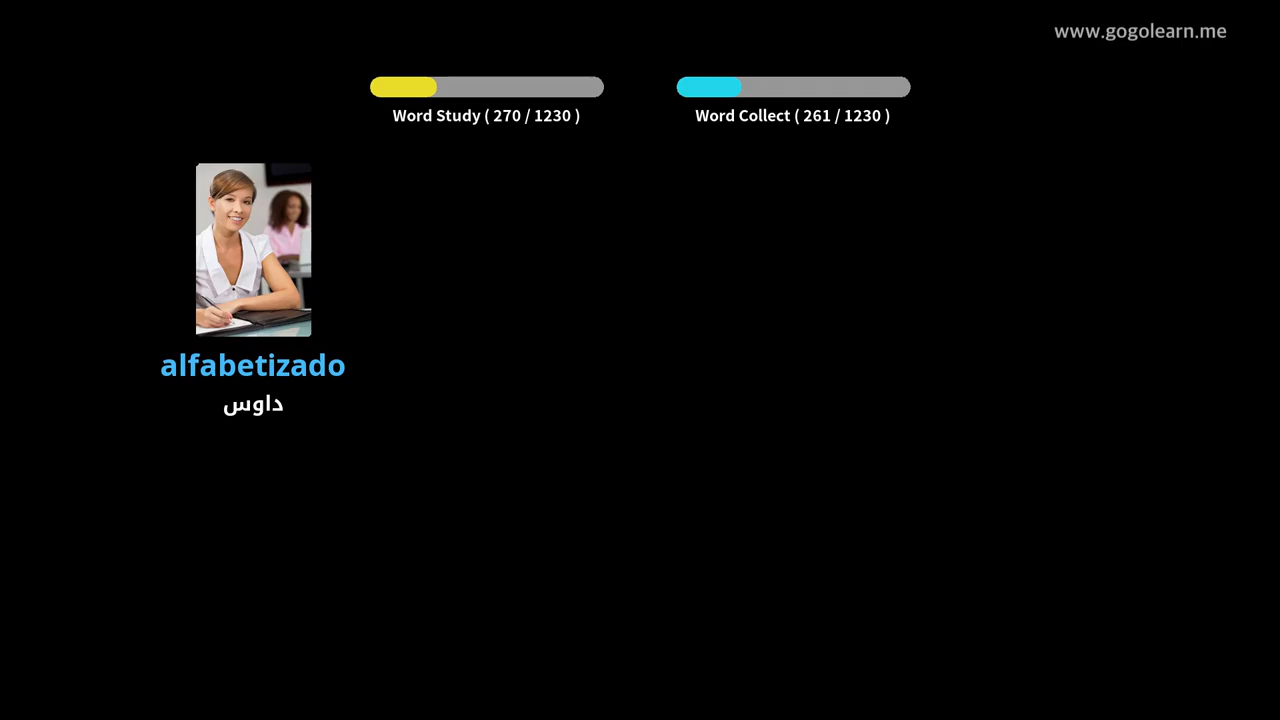 www.gogolearn.me
Word Study ( 270 / 1230 )
Word Collect ( 261 / 1230 )
alfabetizado
داوس